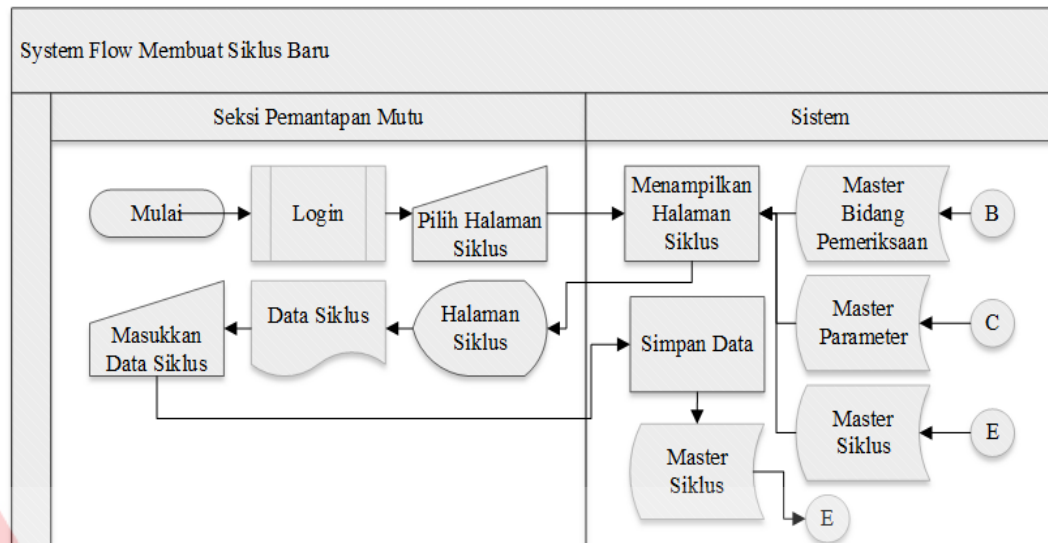 System Flow Membuat Siklus Baru
Seksi Pemantapan Mutu
Sistem
Mulai
Login
Pilih Halaman
Siklus
Menampilkan
Halaman
Siklus
Master
Bidang
Pemeriksaan
B
Masukkan
Data Siklus
Data Siklus
Halaman
Siklus
Simpan Data
Master
Parameter
C
Master
Siklus
Master
Siklus
E
E